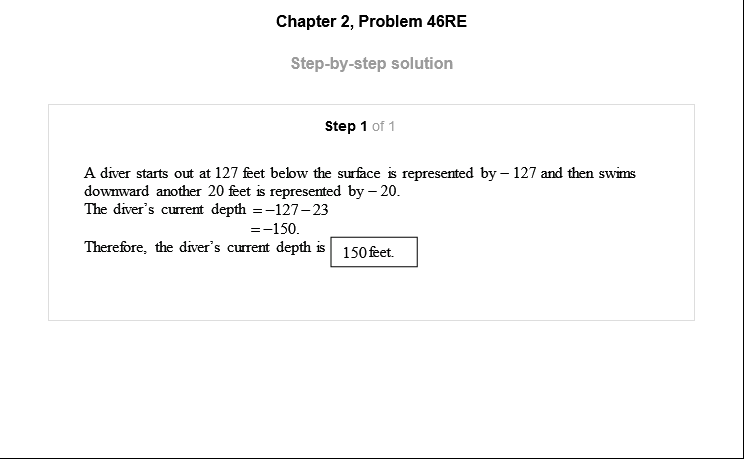 Chapter 2, Problem 46RE
Step-by-step solution
Step 1 of 1
A diver starts out at 127 feet below the surface is represented by – 127 and then swims
downward another 20 feet is represented by – 20.
The diver's current depth =–127–23
=–150.
Therefore, the diver's current depth is 150feet.